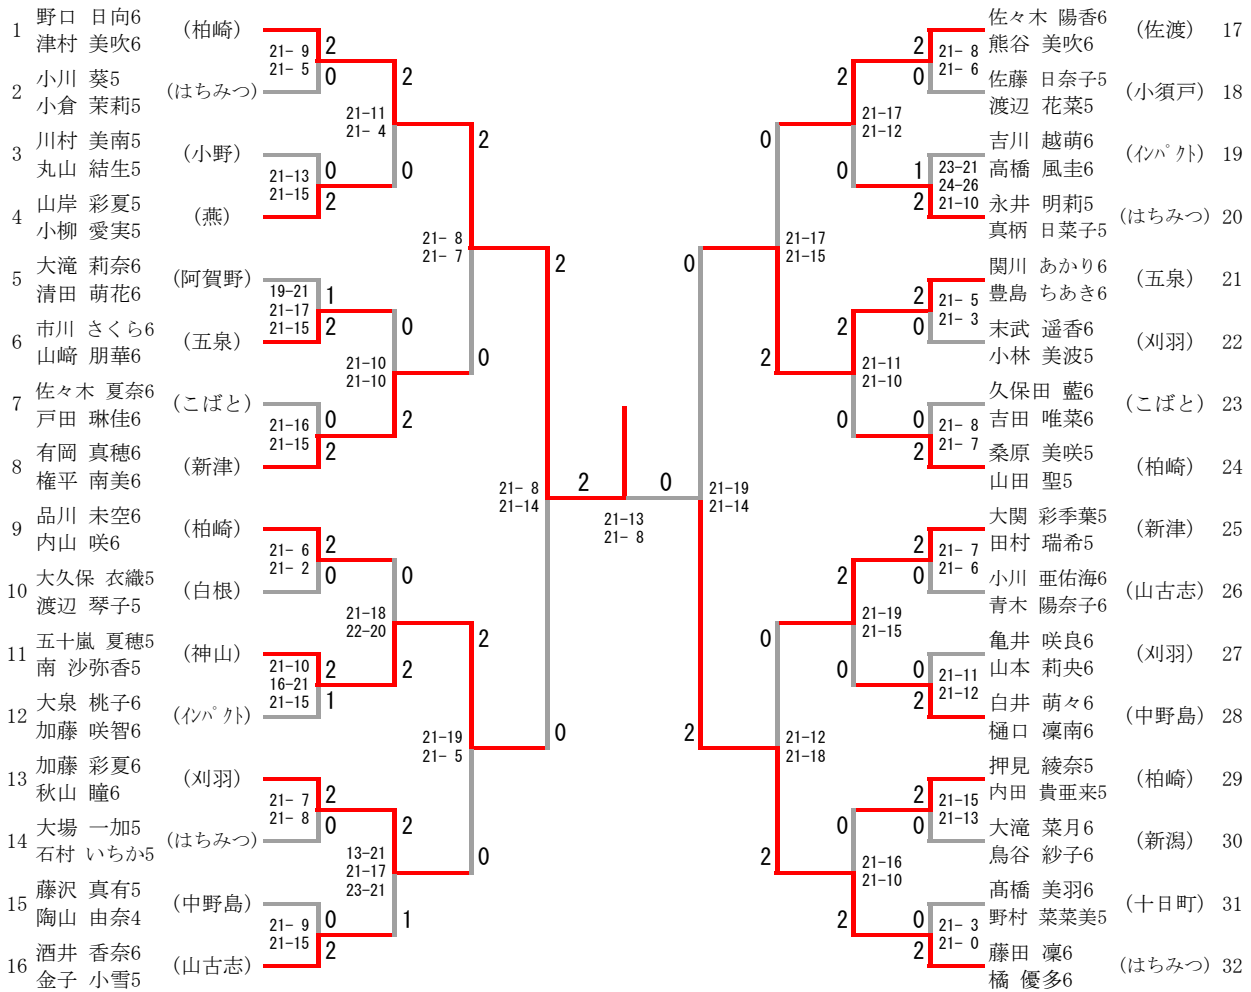 1 野口 日向6 (柏崎)
津村 美吹6
21- 9 2
21- 5 0
2 小川 葵5 (はちみつ)
小倉 茉莉5
2
21-11
21- 4
0
3 川村 美南5 (小野)
丸山 結生5
21-13 0
21-15 2
4 山岸 彩夏5 (燕)
小柳 愛実5
2
21- 8
21- 7
0
5 大滝 莉奈6 (阿賀野)
清田 萌花6
19-21 1
21-17
21-15 2
6 市川 さくら6 (五泉)
山﨑 朋華6
0
21-10
21-10
2
7 佐々木 夏奈6 (こばと)
戸田 琳佳6
21-16 0
21-15 2
8 有岡 真穂6 (新津)
権平 南美6
2
21- 8
21-14
0
9 品川 未空6 (柏崎)
内山 咲6
21- 6 2
21- 2 0
10 大久保 衣織5 (白根)
渡辺 琴子5
0
21-18
22-20
2
11 五十嵐 夏穂5 (神山)
南 沙弥香5
21-10 2
16-21
21-15 1
12 大泉 桃子6 (インパクト)
加藤 咲智6
2
21-19
21- 5
0
13 加藤 彩夏6 (刈羽)
秋山 瞳6
21- 7 2
21- 8 0
14 大場 一加5 (はちみつ)
石村 いちか5
2
13-21
21-17
23-21
1
15 藤沢 真有5 (中野島)
陶山 由奈4
21- 9 0
21-15 2
16 酒井 香奈6 (山古志)
金子 小雪5
2 0
21-13
21- 8
佐々木 陽香6 (佐渡) 17
熊谷 美吹6
2 21- 8
0 21- 6
佐藤 日奈子5 (小須戸) 18
渡辺 花菜5
2
21-17
21-12
0
吉川 越萌6 (インパクト) 19
高橋 風圭6
1 23-21
24-26
2 21-10
永井 明莉5 (はちみつ) 20
真柄 日菜子5
0
21-17
21-15
2
関川 あかり6 (五泉) 21
豊島 ちあき6
2 21- 5
0 21- 3
末武 遥香6 (刈羽) 22
小林 美波5
2
21-11
21-10
0
久保田 藍6 (こばと) 23
吉田 唯菜6
0 21- 8
2 21- 7
桑原 美咲5 (柏崎) 24
山田 聖5
0
21-19
21-14
2
大関 彩季葉5 (新津) 25
田村 瑞希5
2 21- 7
0 21- 6
小川 亜佑海6 (山古志) 26
青木 陽奈子6
2
21-19
21-15
0
亀井 咲良6 (刈羽) 27
山本 莉央6
0 21-11
2 21-12
白井 萌々6 (中野島) 28
樋口 凜南6
0
21-12
21-18
2
押見 綾奈5 (柏崎) 29
内田 貴亜来5
2 21-15
0 21-13
大滝 菜月6 (新潟) 30
鳥谷 紗子6
0
21-16
21-10
2
髙橋 美羽6 (十日町) 31
野村 菜菜美5
0 21- 3
2 21- 0
藤田 凜6 (はちみつ) 32
橘 優多6